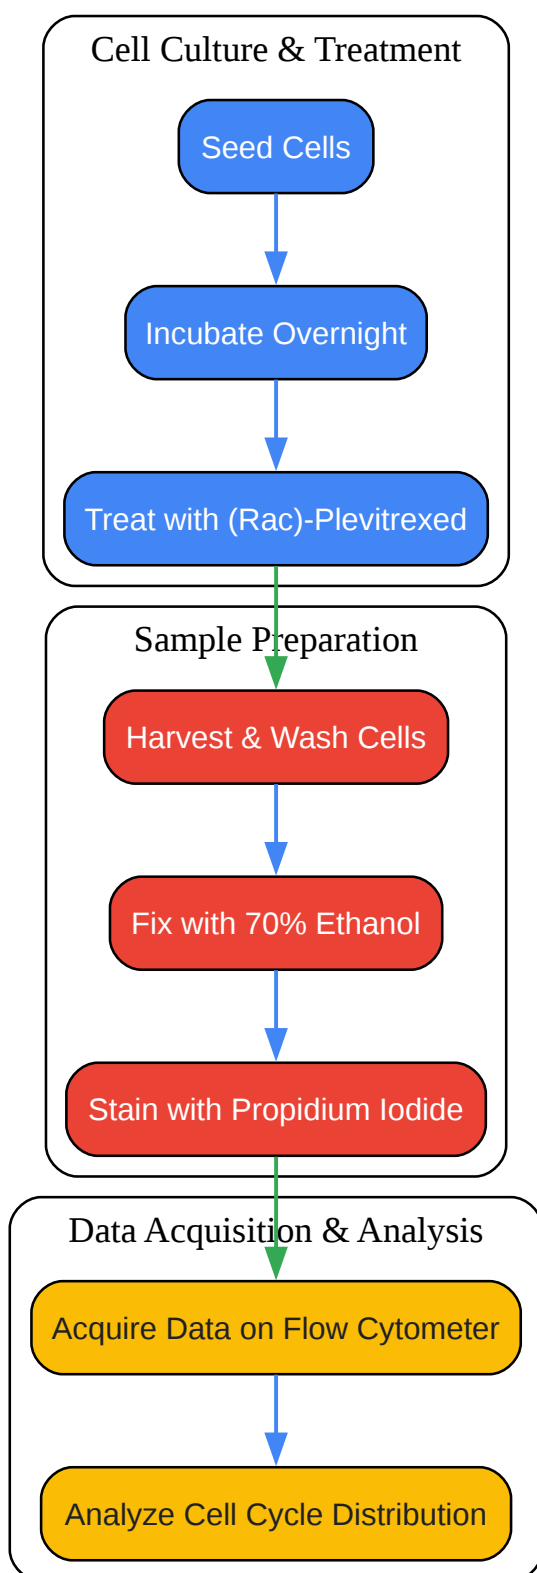 Cell Culture & Treatment
Seed Cells
Incubate Overnight
Treat with (Rac)-Plevitrexed
Sample Preparation
Harvest & Wash Cells
Fix with 70% Ethanol
Stain with Propidium Iodide
Data Acquisition & Analysis
Acquire Data on Flow Cytometer
Analyze Cell Cycle Distribution